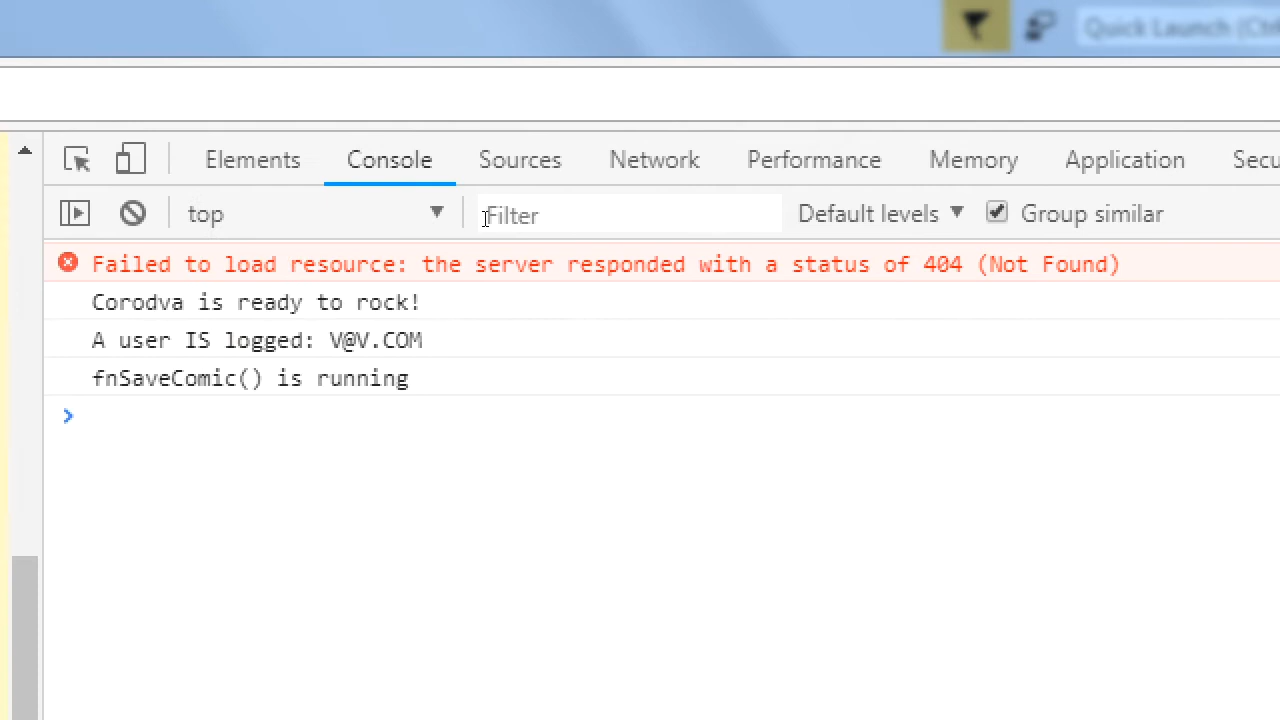 Quick Launch (Ctrl
Elements Console Sources Network Performance Memory Application Secu
top Filter Default levels Group similar
Failed to load resource: the server responded with a status of 404 (Not Found)
Corodva is ready to rock!
A user IS logged: V@V.COM
fnSaveComic() is running